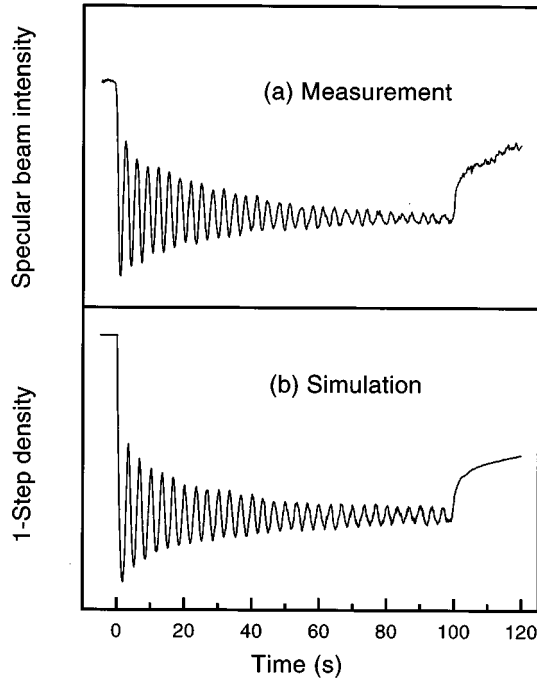 Specular beam intensity
(a) Measurement
1-Step density
(b) Simulation
0 20 40 60 80 100 120
Time (s)